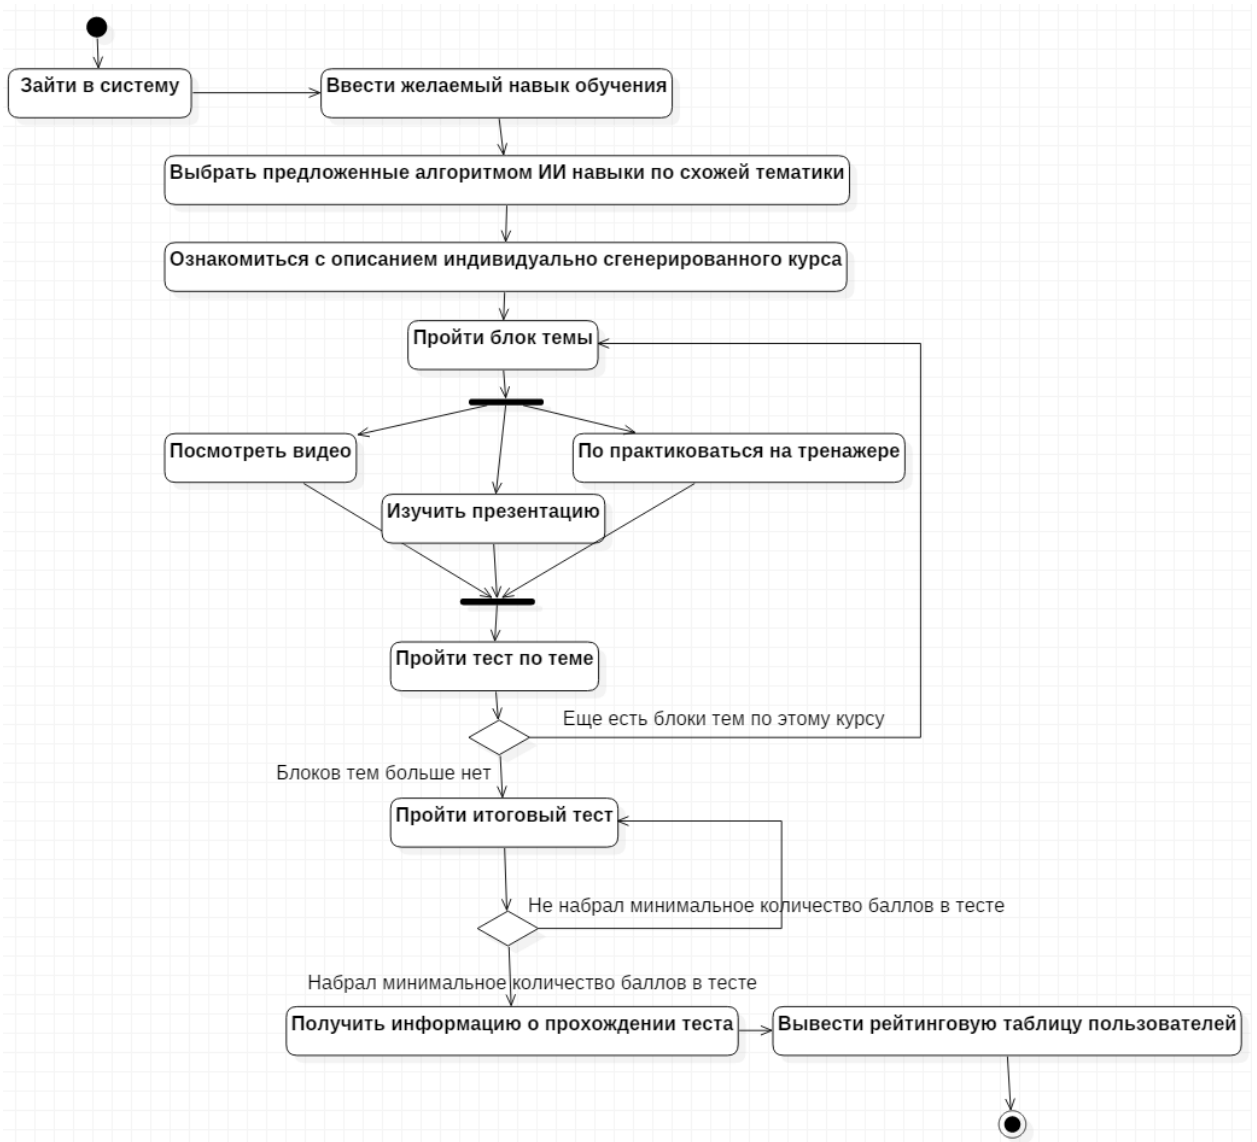 Зайти в систему
Ввести желаемый навык обучения
Выбрать предложенные алгоритмом ИИ навыки по схожей тематики
Ознакомиться с описанием индивидуально сгенерированного курса
Пройти блок темы
Посмотреть видео
По практиковаться на тренажере
Изучить презентацию
Пройти тест по теме
Еще есть блоки тем по этому курсу
Блоков тем больше нет
Пройти итоговый тест
Не набрал минимальное количество баллов в тесте
Набрал минимальное количество баллов в тесте
Получить информацию о прохождении теста
Вывести рейтинговую таблицу пользователей